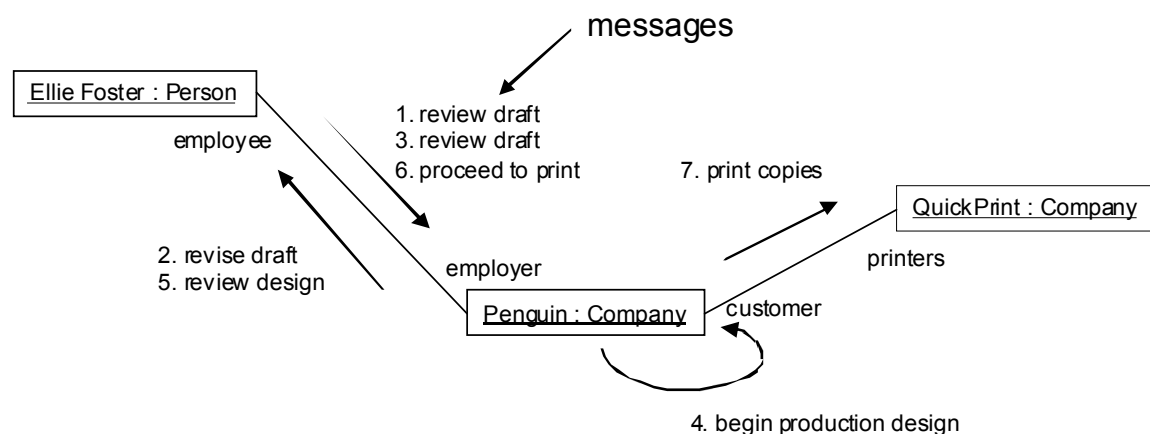 messages
Ellie Foster : Person
1. review draft
3. review draft
6. proceed to print
employee
7. print copies
QuickPrint : Company
2. revise draft
5. review design
employer
printers
Penguin : Company
customer
4. begin production design